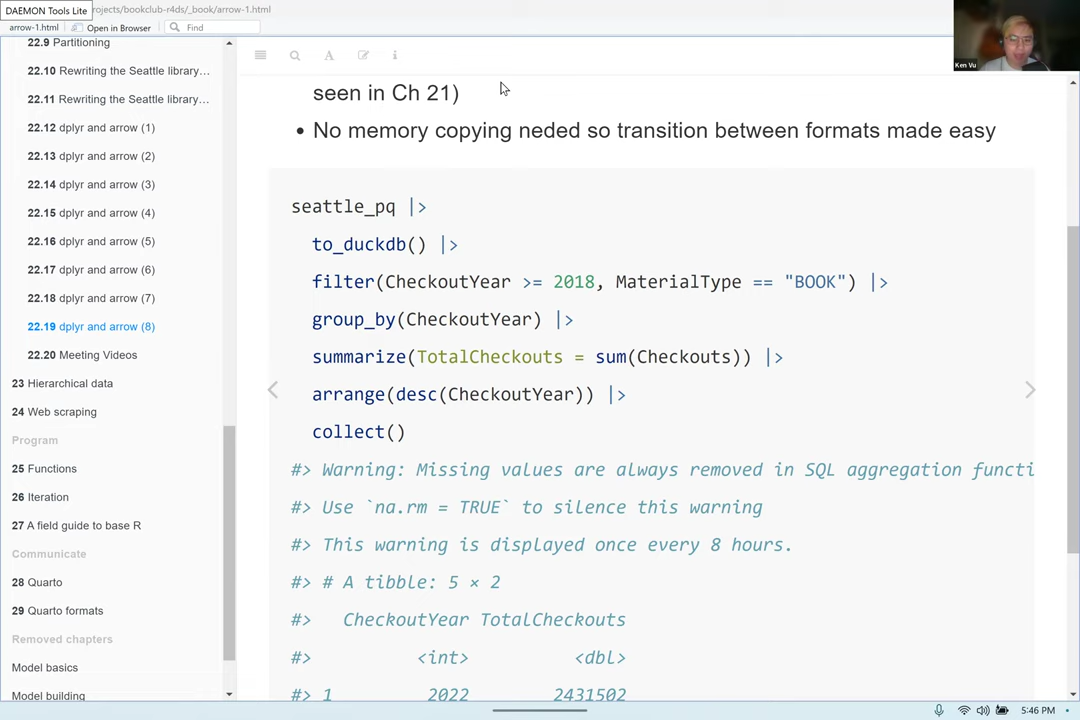 DAEMON Tools Lite
rojects/bookclub-r4ds/_book/arrow-1.html
arrow-1.html
Open in Browser
Find
Ken Vu
22.9 Partitioning
22.10 Rewriting the Seattle library…
22.11 Rewriting the Seattle library…
22.12 dplyr and arrow (1)
22.13 dplyr and arrow (2)
22.14 dplyr and arrow (3)
22.15 dplyr and arrow (4)
22.16 dplyr and arrow (5)
22.17 dplyr and arrow (6)
22.18 dplyr and arrow (7)
22.19 dplyr and arrow (8)
22.20 Meeting Videos
23 Hierarchical data
24 Web scraping
Program
25 Functions
26 Iteration
27 A field guide to base R
Communicate
28 Quarto
29 Quarto formats
Removed chapters
Model basics
Model building
seen in Ch 21)
• No memory copying neded so transition between formats made easy
seattle_pq |>
to_duckdb() |>
filter(CheckoutYear >= 2018, MaterialType == "BOOK") |>
group_by(CheckoutYear) |>
summarize(TotalCheckouts = sum(Checkouts)) |>
arrange(desc(CheckoutYear)) |>
collect()
#> Warning: Missing values are always removed in SQL aggregation functi
#> Use `na.rm = TRUE` to silence this warning
#> This warning is displayed once every 8 hours.
#> # A tibble: 5 × 2
#> CheckoutYear TotalCheckouts
#> <int> <dbl>
#> 1 2022 2431502
5:46 PM